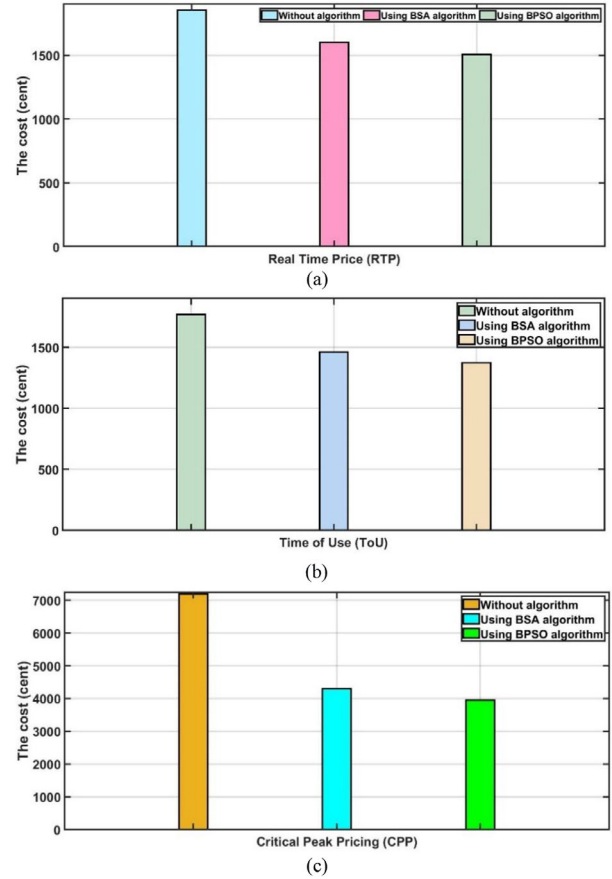 The cost (cent)
1500
1000
500
0
Without algorithm Using BSA algorithm Using BPSO algorithm
Real Time Price (RTP)
(a)
The cost (cent)
1500
1000
500
0
Without algorithm
Using BSA algorithm
Using BPSO algorithm
Time of Use (ToU)
(b)
The cost (cent)
7000
6000
5000
4000
3000
2000
1000
0
Without algorithm
Using BSA algorithm
Using BPSO algorithm
Critical Peak Pricing (CPP)
(c)